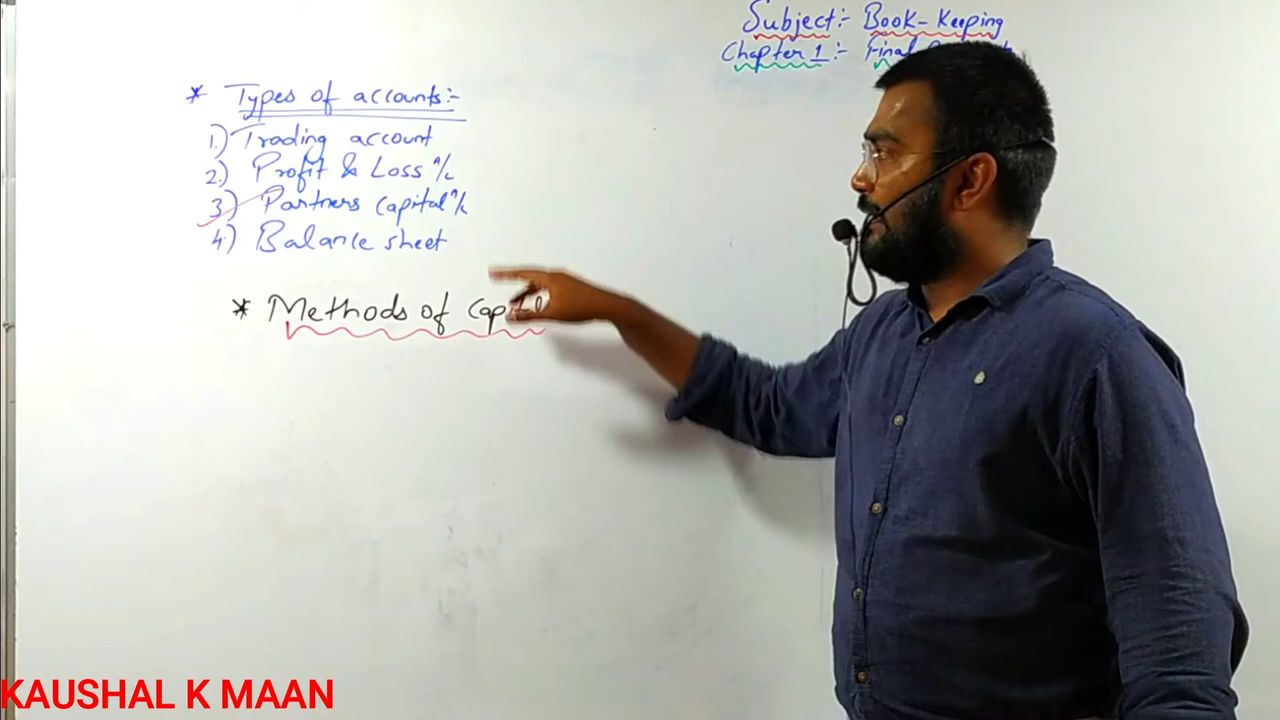 Subject:- Book-Keeping
Chapter 1:- Final
* Types of accounts:-
1.) Trading account
2.) Profit & Loss a/c
3) Partners capital a/c
4) Balance sheet
* Methods of capital
KAUSHAL K MAAN